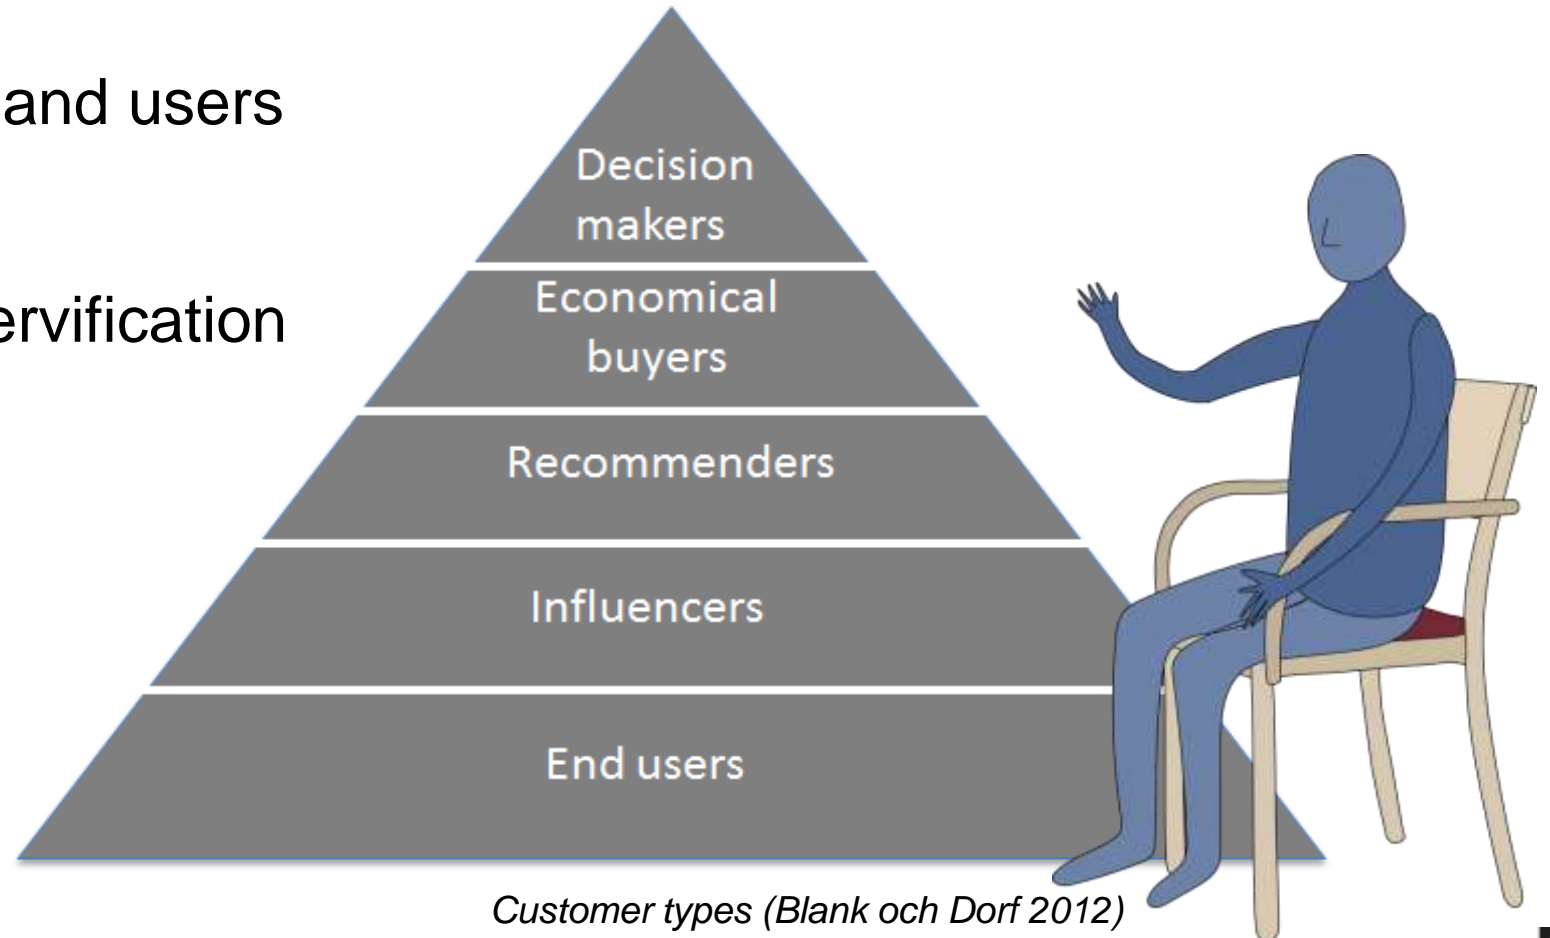 and users
Decision
makers
Economical
ervification
buyers
Recommenders
Influencers
End users
Customer types (Blank och Dorf 2012)